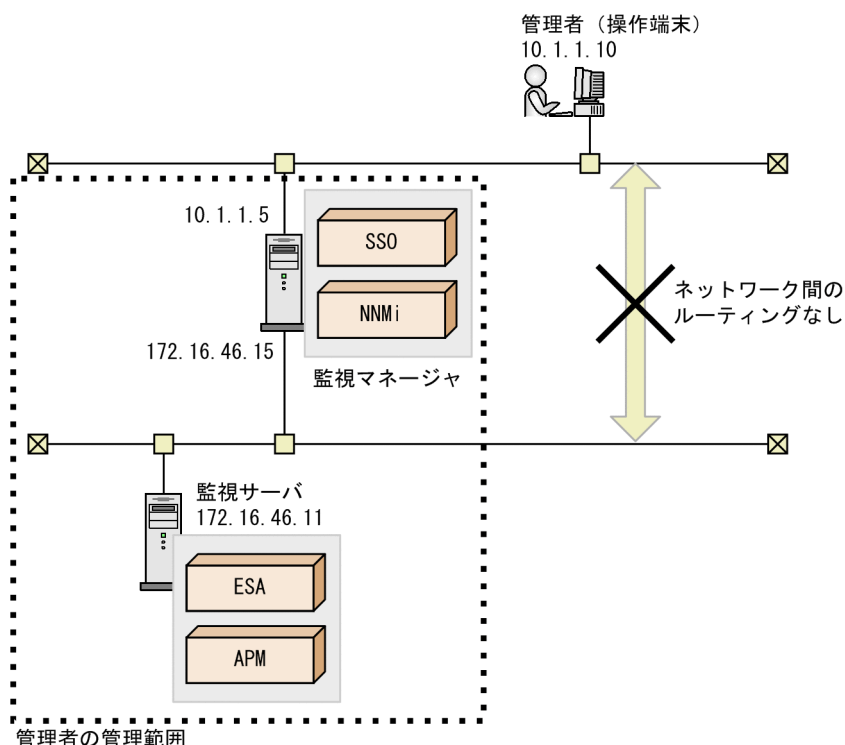 管理者（操作端末）
10.1.1.10
10.1.1.5
SSO
NNMi
172.16.46.15
監視マネージャ
ネットワーク間の
ルーティングなし
監視サーバ
172.16.46.11
ESA
APM
管理者の管理範囲